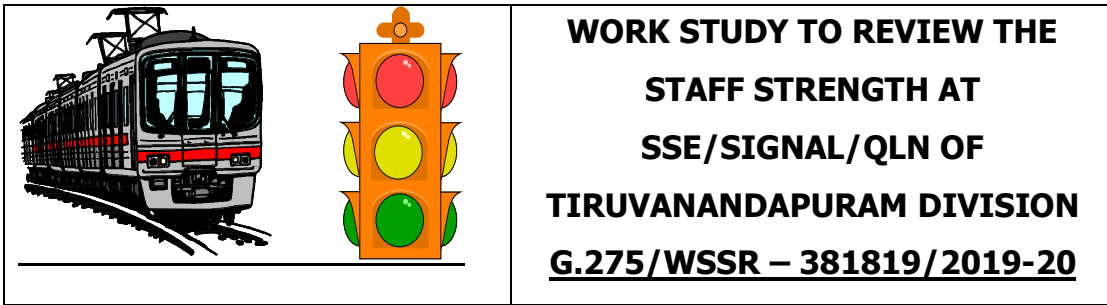 WORK STUDY TO REVIEW THE
STAFF STRENGTH AT
SSE/SIGNAL/QLN OF
TIRUVANANDAPURAM DIVISION
G.275/WSSR – 381819/2019-20